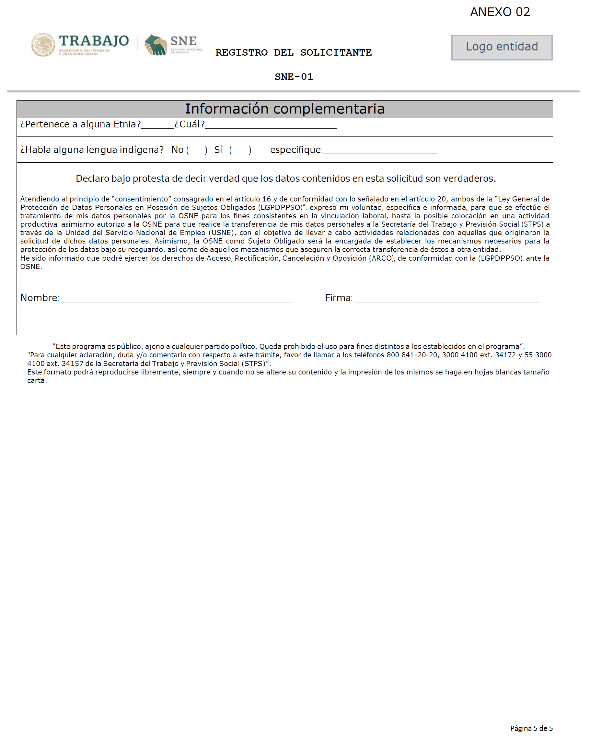 ANEXO 02
TRABAJO
SECRETARÍA DEL TRABAJO
Y PREVISIÓN SOCIAL
SNE
SERVICIO NACIONAL
DE EMPLEO
REGISTRO DEL SOLICITANTE
Logo entidad
SNE-01
Información complementaria
¿Pertenece a alguna Etnia?______¿Cuál?________________________
¿Habla alguna lengua indígena? No ( ) Sí ( ) especifique:____________________
Declaro bajo protesta de decir verdad que los datos contenidos en esta solicitud son verdaderos.
Atendiendo al principio de "consentimiento" consagrado en el artículo 16 y de conformidad con lo señalado en el artículo 20, ambos de la "Ley General de
Protección de Datos Personales en Posesión de Sujetos Obligados (LGPDPPSO)", expreso mi voluntad, específica e informada, para que se efectúe el
tratamiento de mis datos personales por la OSNE para los fines consistentes en la vinculación laboral, hasta la posible colocación en una actividad
productiva, asimismo autorizo a la OSNE para que realice la transferencia de mis datos personales a la Secretaría del Trabajo y Previsión Social (STPS) a
través de la Unidad del Servicio Nacional de Empleo (USNE), con el objetivo de llevar a cabo actividades relacionadas con aquellas que originaron la
solicitud de dichos datos personales. Asimismo, la OSNE como Sujeto Obligado será la encargada de establecer los mecanismos necesarios para la
protección de los datos bajo su resguardo, así como de aquellos mecanismos que aseguren la correcta transferencia de éstos a otra entidad.
He sido informado que podré ejercer los derechos de Acceso, Rectificación, Cancelación y Oposición (ARCO), de conformidad con la (LGPDPPSO), ante la
OSNE.
Nombre: ________________________________________ Firma: ________________________________
"Este programa es público, ajeno a cualquier partido político. Queda prohibido el uso para fines distintos a los establecidos en el programa".
"Para cualquier aclaración, duda y/o comentario con respecto a este trámite, favor de llamar a los teléfonos 800 841-20-20, 3000 4100 ext. 34172 y 55 3000
4100 ext. 34157 de la Secretaría del Trabajo y Previsión Social (STPS)".
Este formato podrá reproducirse libremente, siempre y cuando no se altere su contenido y la impresión de los mismos se haga en hojas blancas tamaño
carta.
Página 5 de 5